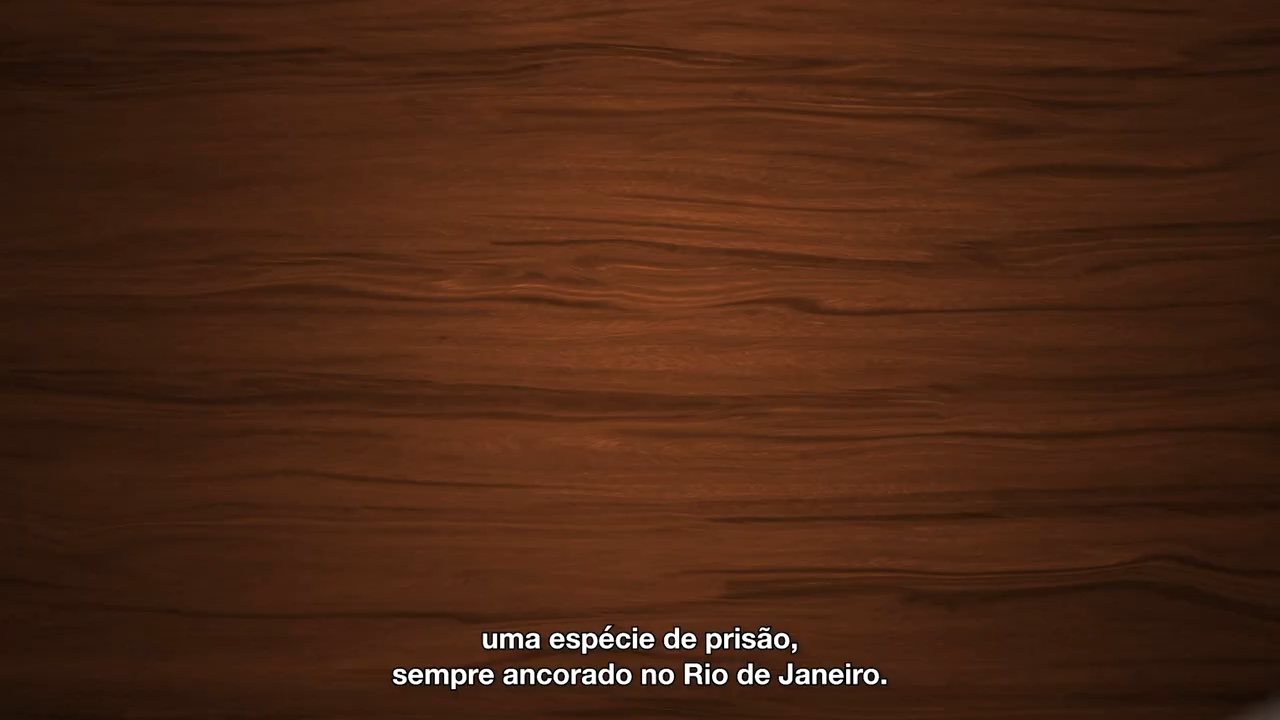 uma espécie de prisão,
sempre ancorado no Rio de Janeiro.